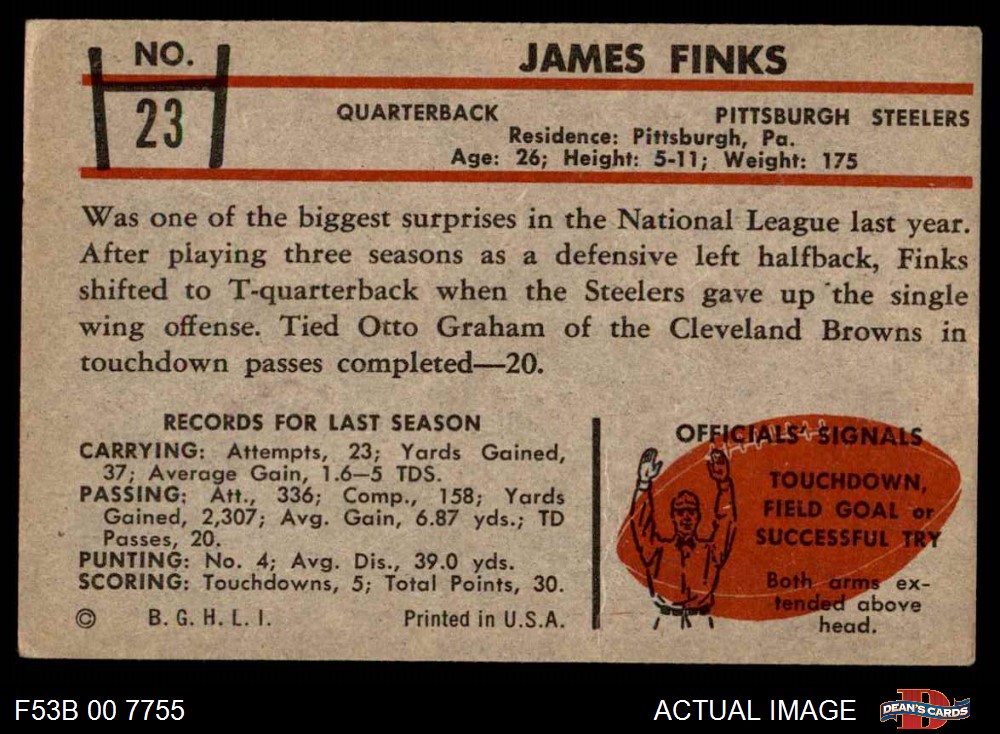 NO.
23
JAMES FINKS
QUARTERBACK PITTSBURGH STEELERS
Residence: Pittsburgh, Pa.
Age: 26; Height: 5-11; Weight: 175
Was one of the biggest surprises in the National League last year.
After playing three seasons as a defensive left halfback, Finks
shifted to T-quarterback when the Steelers gave up the single
wing offense. Tied Otto Graham of the Cleveland Browns in
touchdown passes completed—20.
RECORDS FOR LAST SEASON
CARRYING: Attempts, 23; Yards Gained,
37; Average Gain, 1.6–5 TDS.
PASSING: Att., 336; Comp., 158; Yards
Gained, 2,307; Avg. Gain, 6.87 yds.; TD
Passes, 20.
PUNTING: No. 4; Avg. Dis., 39.0 yds.
SCORING: Touchdowns, 5; Total Points, 30.
© B. G. H. L. I. Printed in U.S.A.
OFFICIALS' SIGNALS
TOUCHDOWN,
FIELD GOAL or
SUCCESSFUL TRY
Both arms ex-
tended above
head.
F53B 00 7755
ACTUAL IMAGE
D
DEAN'S CARDS